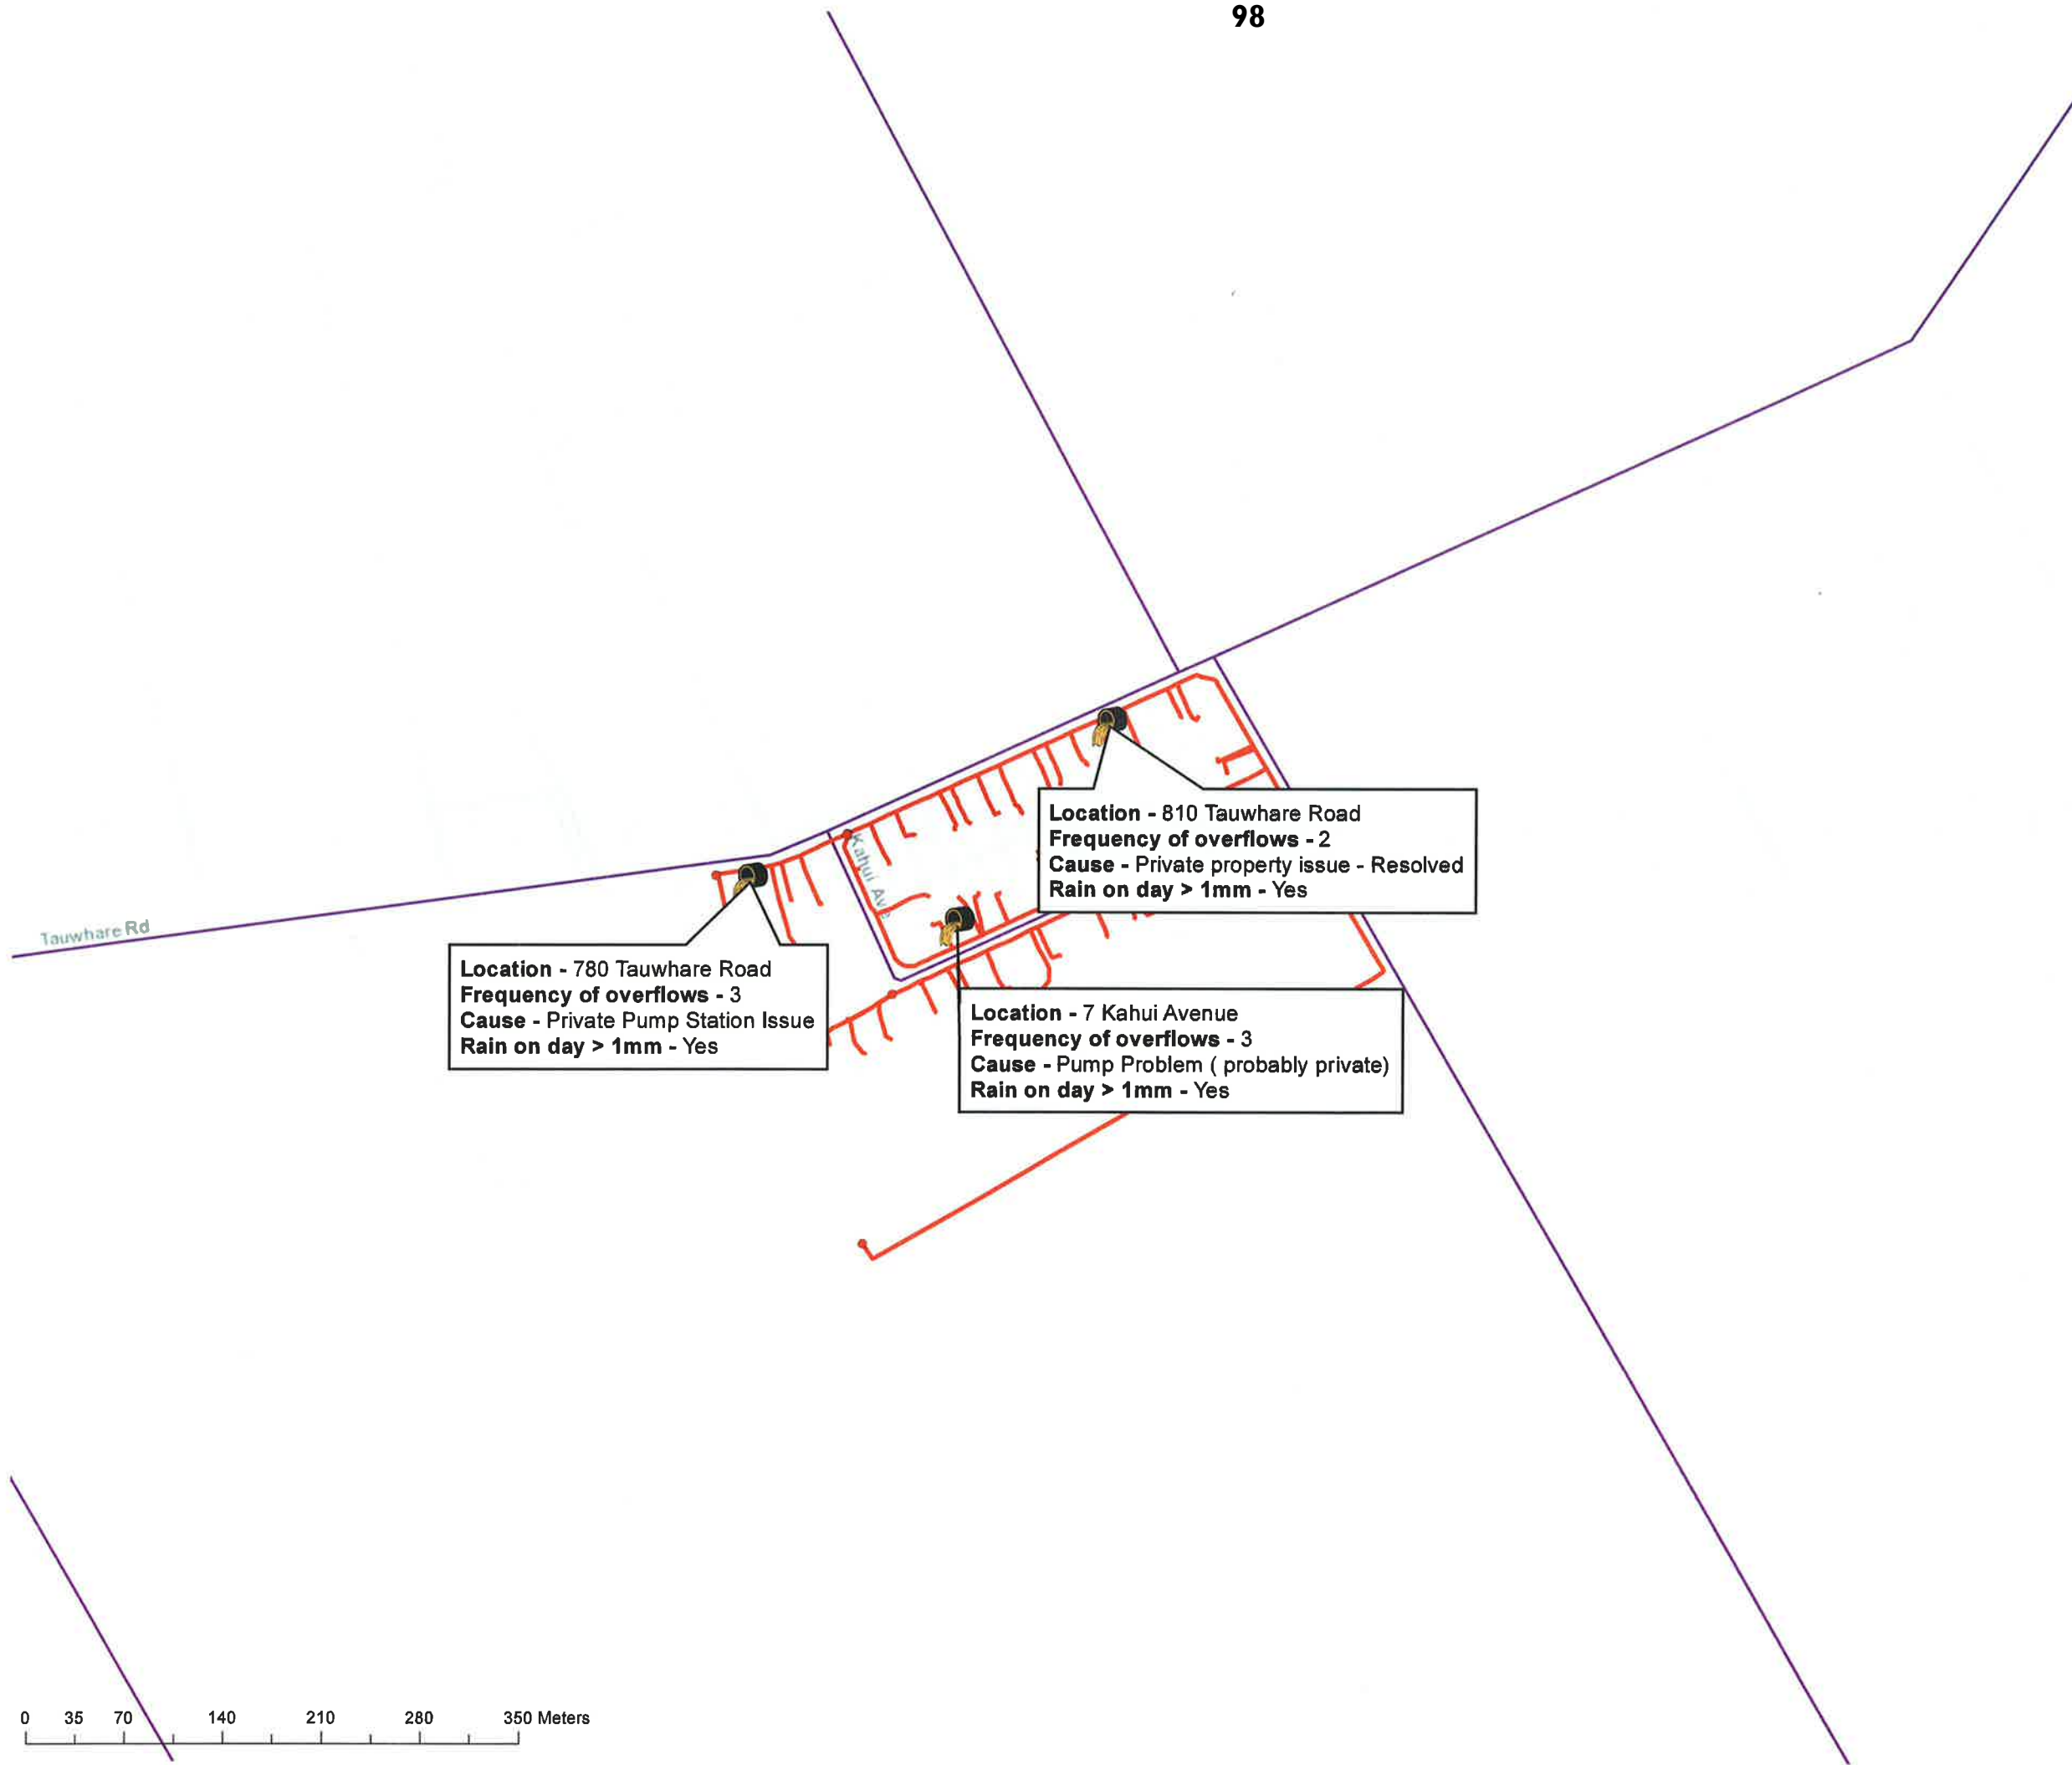 98
Location - 810 Tauwhare Road
Frequency of overflows - 2
Cause - Private property issue - Resolved
Rain on day > 1mm - Yes
Kahui Ave
Tauwhare Rd
Location - 780 Tauwhare Road
Frequency of overflows - 3
Cause - Private Pump Station Issue
Rain on day > 1mm - Yes
Location - 7 Kahui Avenue
Frequency of overflows - 3
Cause - Pump Problem ( probably private)
Rain on day > 1mm - Yes
0 35 70 140 210 280 350 Meters